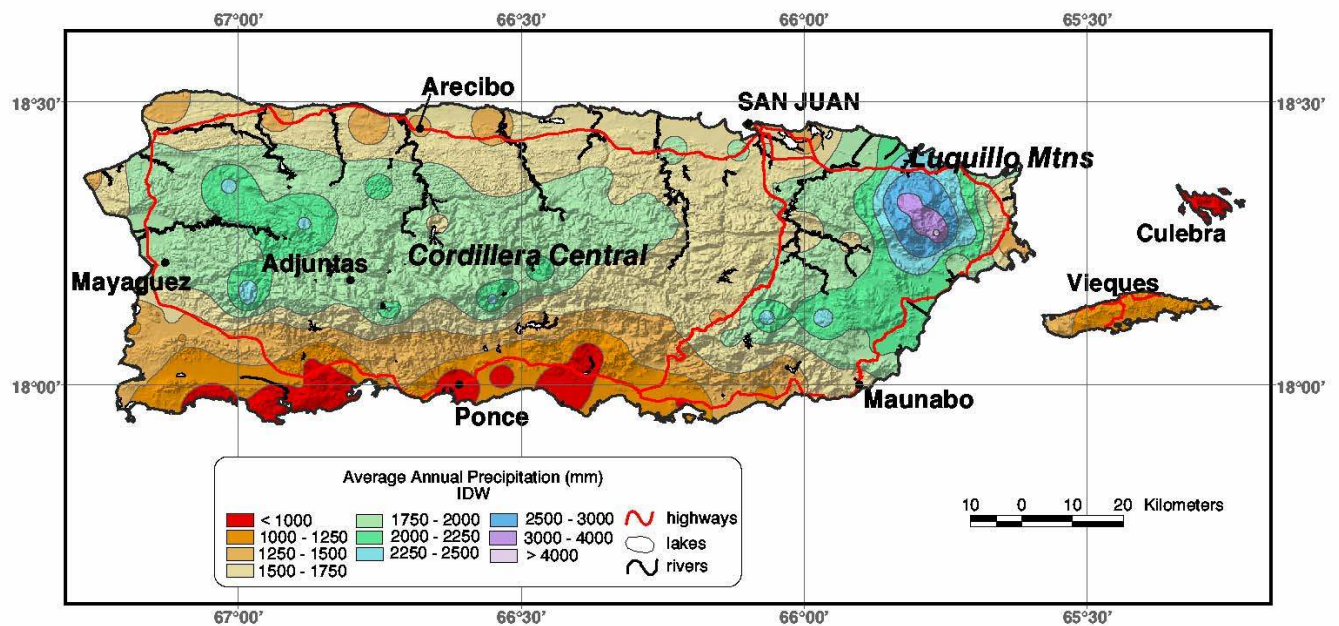 67°00'
66°30'
66°00'
65°30'
Arecibo
18°30'
SAN JUAN
18°30'
Luquillo Mtns
Culebra
Cordillera Central
Adjuntas
Mayaguez
Vieques
18°00'
18°00'
Ponce
Maunabo
Average Annual Precipitation (mm)
IDW
< 1000
1000 - 1250
1250 - 1500
1500 - 1750
1750 - 2000
2000 - 2250
2250 - 2500
2500 - 3000
3000 - 4000
> 4000
highways
lakes
rivers
10 0 10 20 Kilometers
67°00'
66°30'
66°00'
65°30'